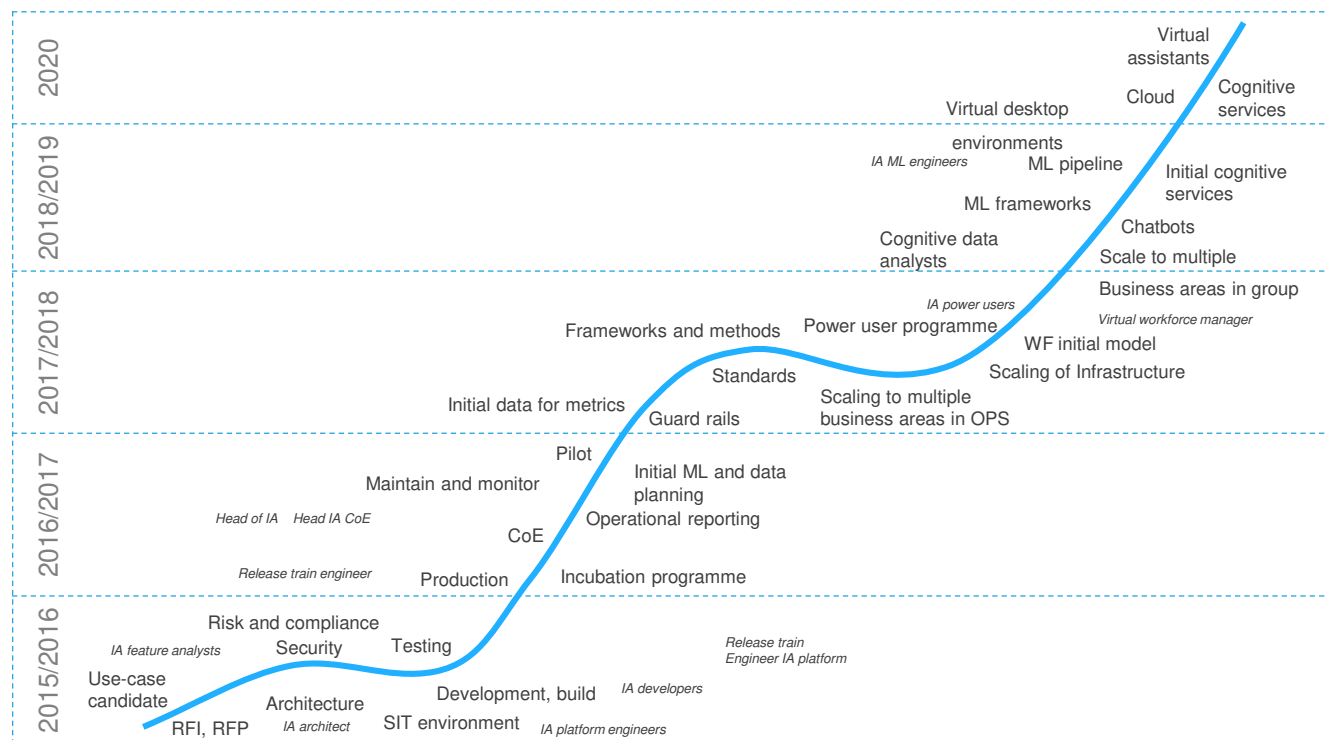 2020
Virtual
assistants
Cloud
Cognitive
services
Virtual desktop
2018/2019
environments
IA ML engineers
ML pipeline
Initial cognitive
services
ML frameworks
Chatbots
Cognitive data
analysts
Scale to multiple
2017/2018
Business areas in group
IA power users
Virtual workforce manager
Frameworks and methods
Power user programme
WF initial model
Standards
Scaling of Infrastructure
Initial data for metrics
Guard rails
Scaling to multiple
business areas in OPS
2016/2017
Pilot
Initial ML and data
planning
Maintain and monitor
Head of IA
Head IA CoE
Operational reporting
CoE
Release train engineer
Production
Incubation programme
2015/2016
Risk and compliance
IA feature analysts
Security
Testing
Release train
Engineer IA platform
Use-case
candidate
Development, build
IA developers
Architecture
RFI, RFP
IA architect
SIT environment
IA platform engineers